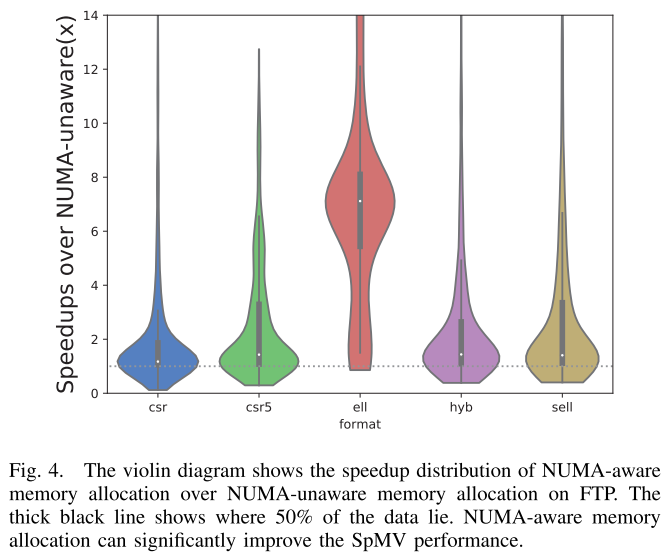 Speedups over NUMA-unaware(x)
14
12
10
8
6
4
2
0
csr csr5 ell hyb sell
format
Fig. 4. The violin diagram shows the speedup distribution of NUMA-aware
memory allocation over NUMA-unaware memory allocation on FTP. The
thick black line shows where 50% of the data lie. NUMA-aware memory
allocation can significantly improve the SpMV performance.